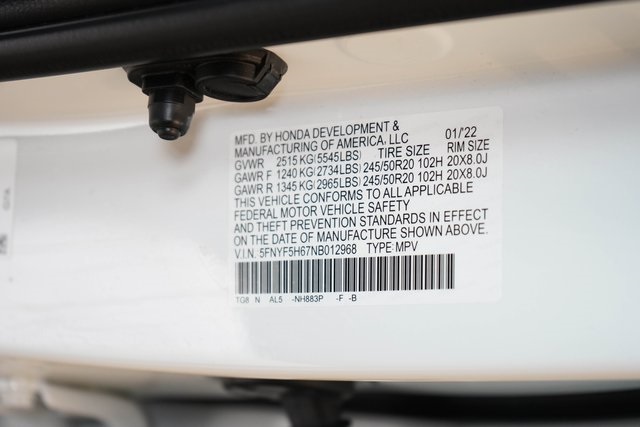 MFD. BY HONDA DEVELOPMENT &
MANUFACTURING OF AMERICA, LLC 01/'22
GVWR 2515 KG(5545LBS) TIRE SIZE RIM SIZE
GAWR F 1240 KG(2734LBS) 245/50R20 102H 20X8.0J
GAWR R 1345 KG(2965LBS) 245/50R20 102H 20X8.0J
THIS VEHICLE CONFORMS TO ALL APPLICABLE
FEDERAL MOTOR VEHICLE SAFETY
AND THEFT PREVENTION STANDARDS IN EFFECT
ON THE DATE OF MANUFACTURE SHOWN ABOVE.
V.I.N. 5FNYF5H67NB012968 TYPE: MPV
TG8 N AL5 -NH883P -F -B